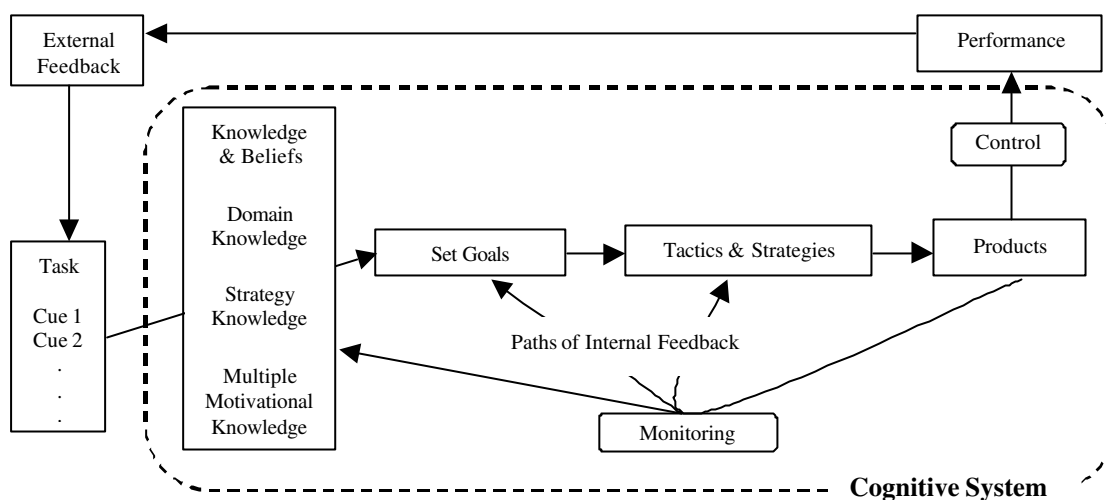 External
Feedback
Performance
Knowledge
& Beliefs
Domain
Knowledge
Strategy
Knowledge
Multiple
Motivational
Knowledge
Control
Task
Cue 1
Cue 2
.
.
.
Set Goals
Tactics & Strategies
Products
Paths of Internal Feedback
Monitoring
Cognitive System